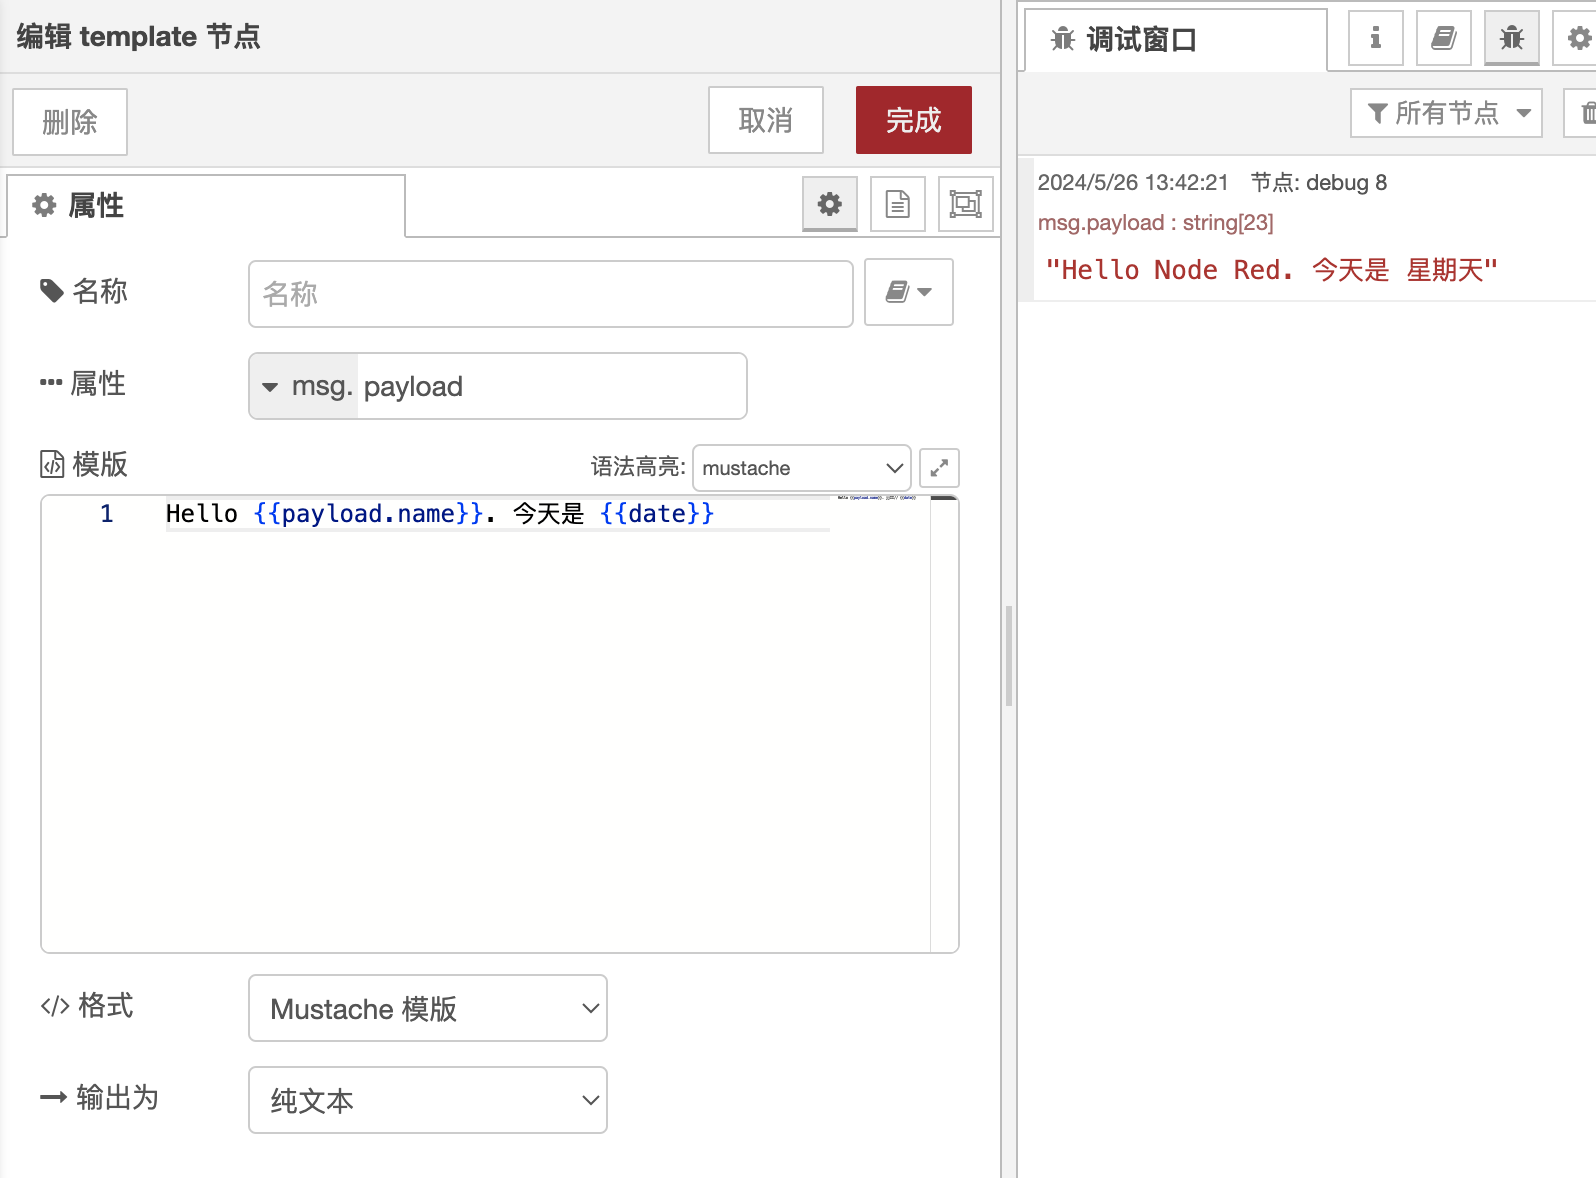 编辑 template 节点
删除
取消
完成
属性
名称
名称
属性
msg. payload
模版
语法高亮: mustache
1 Hello {{payload.name}}. 今天是 {{date}}
格式
Mustache 模版
输出为
纯文本
调试窗口
所有节点
2024/5/26 13:42:21 节点: debug 8
msg.payload : string[23]
"Hello Node Red. 今天是 星期天"